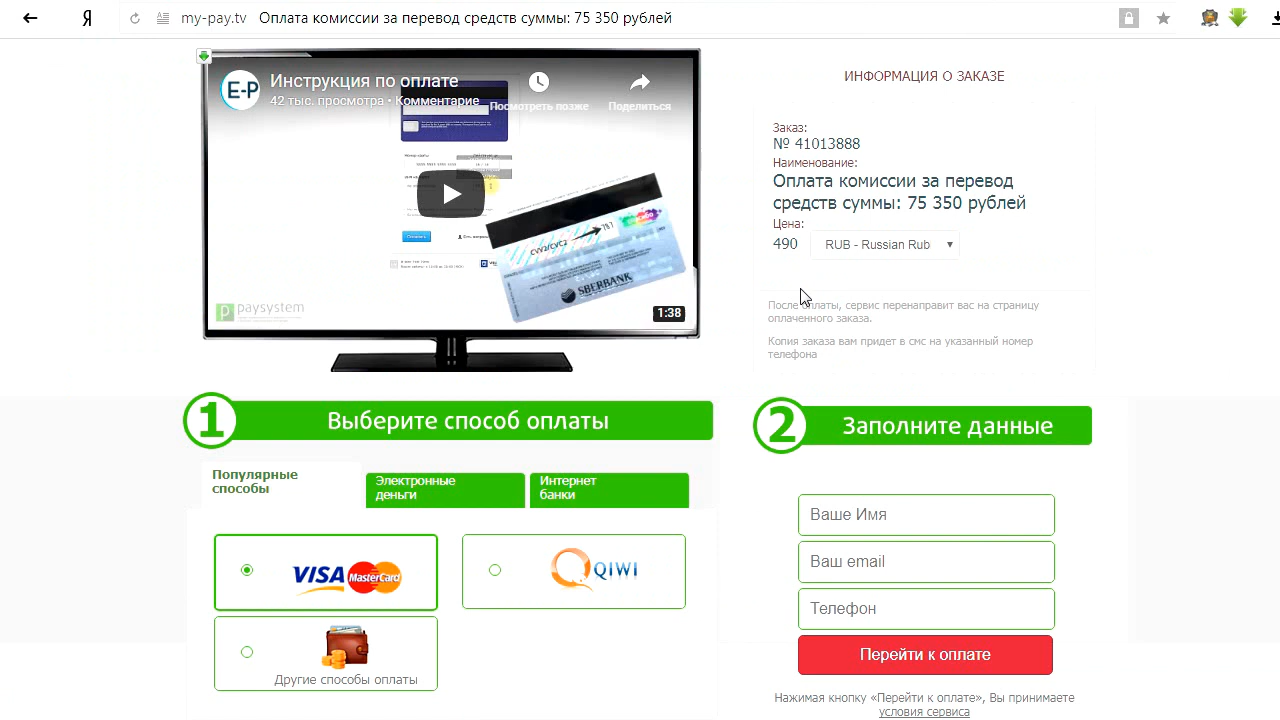 Я
my-pay.tv Оплата комиссии за перевод средств суммы: 75 350 рублей
E-P
Инструкция по оплате
42 тыс. просмотра • Комментарие
Посмотреть позже
Поделиться
CVV2/CVC2
SBERBANK
paysystem
1:38
ИНФОРМАЦИЯ О ЗАКАЗЕ
Заказ:
№ 41013888
Наименование:
Оплата комиссии за перевод
средств суммы: 75 350 рублей
Цена:
490 RUB - Russian Rub
После оплаты, сервис перенаправит вас на страницу
оплаченного заказа.
Копия заказа вам придет в смс на указанный номер
телефона
1 Выберите способ оплаты
Популярные
способы
Электронные
деньги
Интернет
банки
VISA MasterCard
QIWI
Другие способы оплаты
2 Заполните данные
Ваше Имя
Ваш email
Телефон
Перейти к оплате
Нажимая кнопку «Перейти к оплате», Вы принимаете
условия сервиса